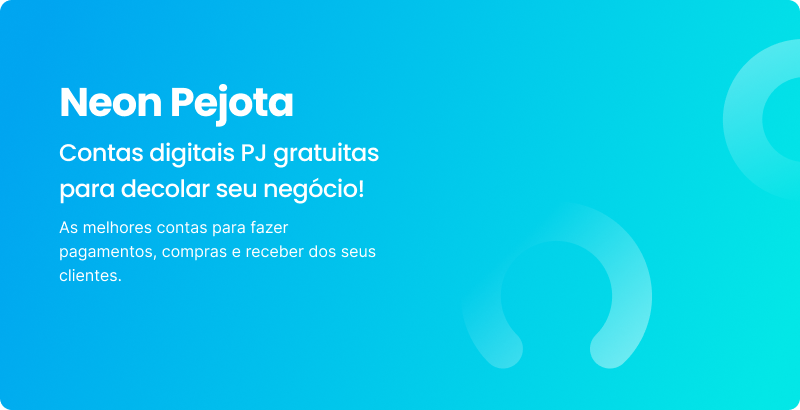 Neon Pejota
Contas digitais PJ gratuitas
para decolar seu negócio!
As melhores contas para fazer
pagamentos, compras e receber dos seus
clientes.